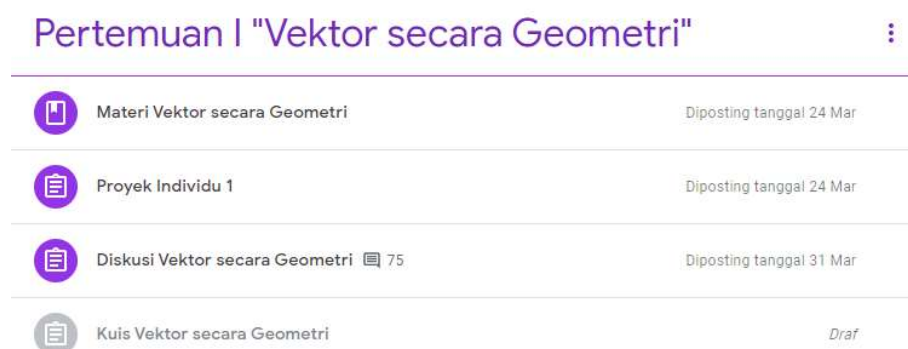 Pertemuan I "Vektor secara Geometri"
Materi Vektor secara Geometri Diposting tanggal 24 Mar
Proyek Individu 1 Diposting tanggal 24 Mar
Diskusi Vektor secara Geometri 75 Diposting tanggal 31 Mar
Kuis Vektor secara Geometri Draf